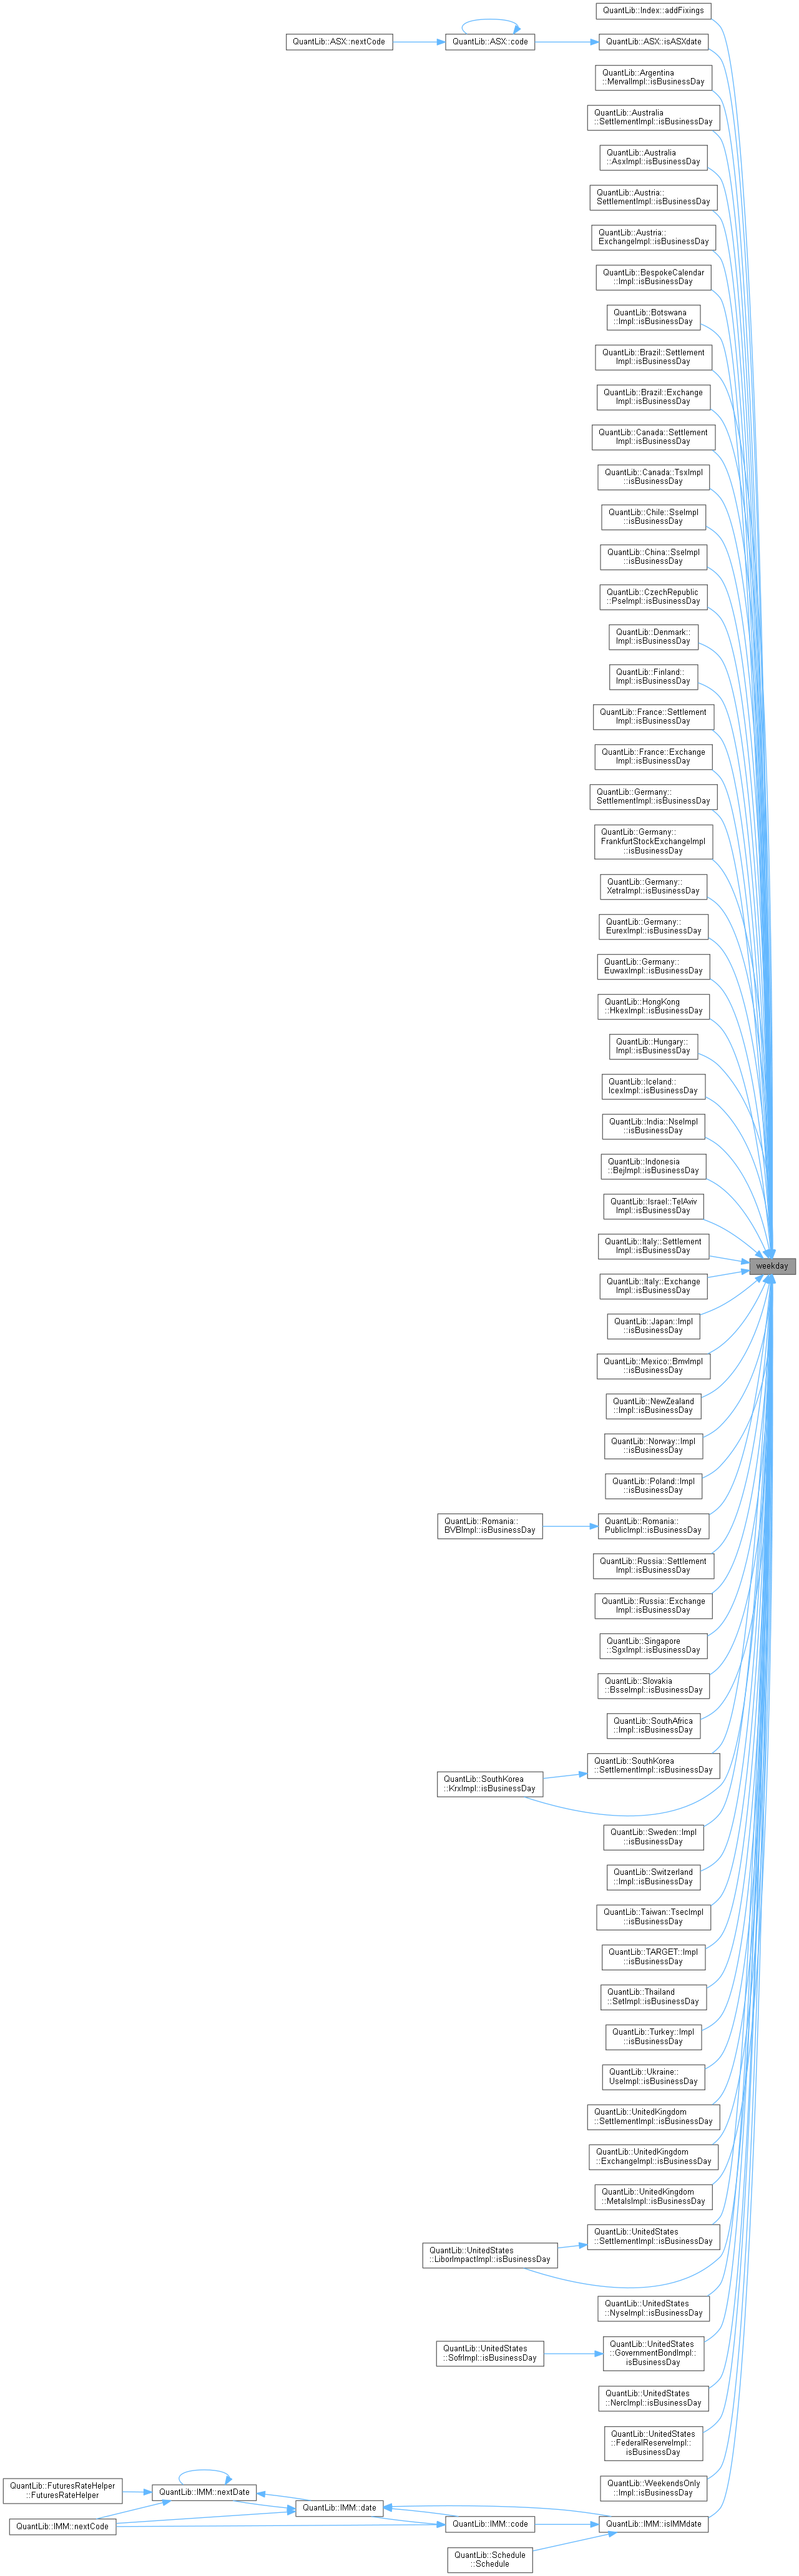 QuantLib::Index::addFixings
QuantLib::ASX::nextCode
QuantLib::ASX::code
QuantLib::ASX::isASXdate
QuantLib::Argentina
::MervalImpl::isBusinessDay
QuantLib::Australia
::SettlementImpl::isBusinessDay
QuantLib::Australia
::AsxImpl::isBusinessDay
QuantLib::Austria::
SettlementImpl::isBusinessDay
QuantLib::Austria::
ExchangeImpl::isBusinessDay
QuantLib::BespokeCalendar
::Impl::isBusinessDay
QuantLib::Botswana
::Impl::isBusinessDay
QuantLib::Brazil::Settlement
Impl::isBusinessDay
QuantLib::Brazil::Exchange
Impl::isBusinessDay
QuantLib::Canada::Settlement
Impl::isBusinessDay
QuantLib::Canada::TsxImpl
::isBusinessDay
QuantLib::Chile::SseImpl
::isBusinessDay
QuantLib::China::SseImpl
::isBusinessDay
QuantLib::CzechRepublic
::PseImpl::isBusinessDay
QuantLib::Denmark::
Impl::isBusinessDay
QuantLib::Finland::
Impl::isBusinessDay
QuantLib::France::Settlement
Impl::isBusinessDay
QuantLib::France::Exchange
Impl::isBusinessDay
QuantLib::Germany::
SettlementImpl::isBusinessDay
QuantLib::Germany::
FrankfurtStockExchangeImpl
::isBusinessDay
QuantLib::Germany::
XetraImpl::isBusinessDay
QuantLib::Germany::
EurexImpl::isBusinessDay
QuantLib::Germany::
EuwaxImpl::isBusinessDay
QuantLib::HongKong
::HkexImpl::isBusinessDay
QuantLib::Hungary::
Impl::isBusinessDay
QuantLib::Iceland::
IcexImpl::isBusinessDay
QuantLib::India::NseImpl
::isBusinessDay
QuantLib::Indonesia
::BejImpl::isBusinessDay
QuantLib::Israel::TelAviv
Impl::isBusinessDay
QuantLib::Italy::Settlement
Impl::isBusinessDay
weekday
QuantLib::Italy::Exchange
Impl::isBusinessDay
QuantLib::Japan::Impl
::isBusinessDay
QuantLib::Mexico::BmvImpl
::isBusinessDay
QuantLib::NewZealand
::Impl::isBusinessDay
QuantLib::Norway::Impl
::isBusinessDay
QuantLib::Poland::Impl
::isBusinessDay
QuantLib::Romania::
BVBImpl::isBusinessDay
QuantLib::Romania::
PublicImpl::isBusinessDay
QuantLib::Russia::Settlement
Impl::isBusinessDay
QuantLib::Russia::Exchange
Impl::isBusinessDay
QuantLib::Singapore
::SgxImpl::isBusinessDay
QuantLib::Slovakia
::BsseImpl::isBusinessDay
QuantLib::SouthAfrica
::Impl::isBusinessDay
QuantLib::SouthKorea
::SettlementImpl::isBusinessDay
QuantLib::SouthKorea
::KrxImpl::isBusinessDay
QuantLib::Sweden::Impl
::isBusinessDay
QuantLib::Switzerland
::Impl::isBusinessDay
QuantLib::Taiwan::TsecImpl
::isBusinessDay
QuantLib::TARGET::Impl
::isBusinessDay
QuantLib::Thailand
::SetImpl::isBusinessDay
QuantLib::Turkey::Impl
::isBusinessDay
QuantLib::Ukraine::
UseImpl::isBusinessDay
QuantLib::UnitedKingdom
::SettlementImpl::isBusinessDay
QuantLib::UnitedKingdom
::ExchangeImpl::isBusinessDay
QuantLib::UnitedKingdom
::MetalsImpl::isBusinessDay
QuantLib::UnitedStates
::SettlementImpl::isBusinessDay
QuantLib::UnitedStates
::LiborImpactImpl::isBusinessDay
QuantLib::UnitedStates
::NyseImpl::isBusinessDay
QuantLib::UnitedStates
::GovernmentBondImpl::
isBusinessDay
QuantLib::UnitedStates
::SofrImpl::isBusinessDay
QuantLib::UnitedStates
::NercImpl::isBusinessDay
QuantLib::UnitedStates
::FederalReserveImpl::
isBusinessDay
QuantLib::WeekendsOnly
::Impl::isBusinessDay
QuantLib::FuturesRateHelper
::FuturesRateHelper
QuantLib::IMM::nextDate
QuantLib::IMM::date
QuantLib::IMM::nextCode
QuantLib::IMM::code
QuantLib::IMM::isIMMdate
QuantLib::Schedule
::Schedule